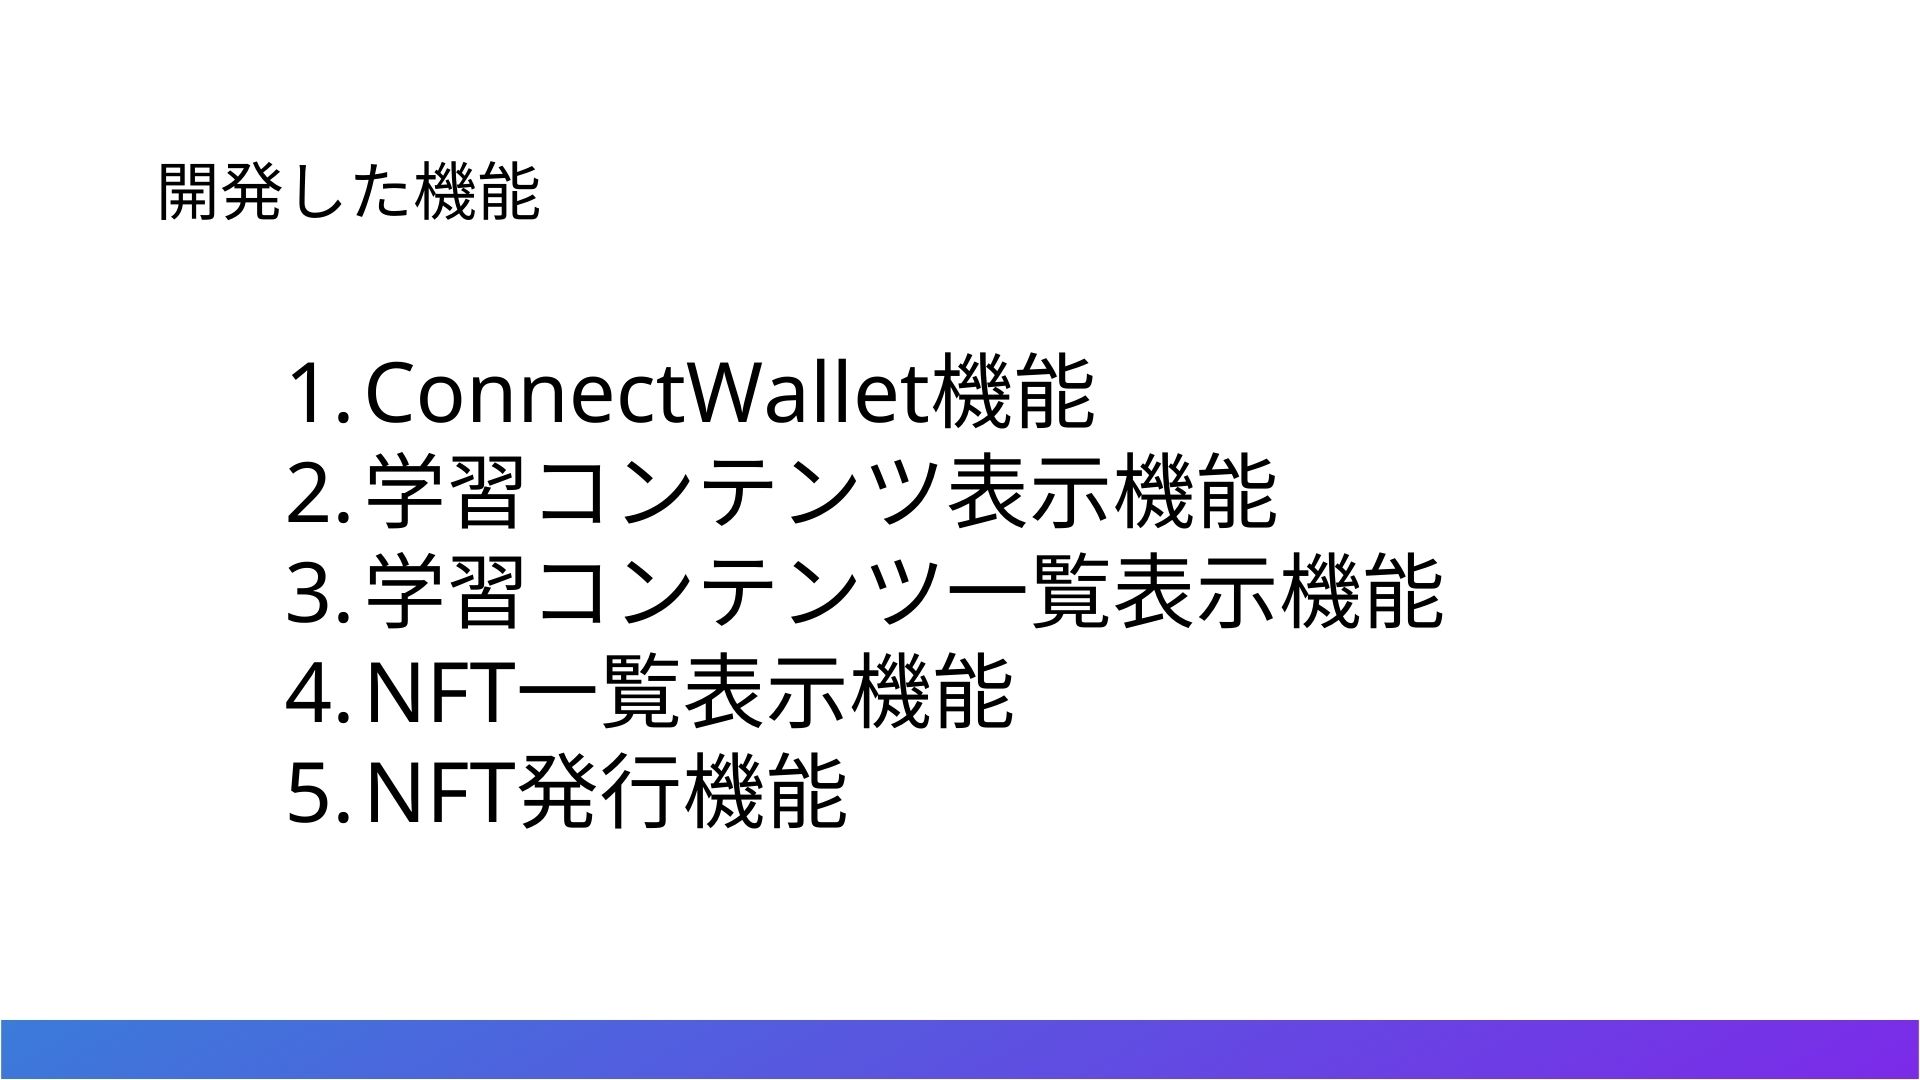 開発した機能
1. ConnectWallet機能
2. 学習コンテンツ表示機能
3. 学習コンテンツ一覧表示機能
4. NFT一覧表示機能
5. NFT発行機能